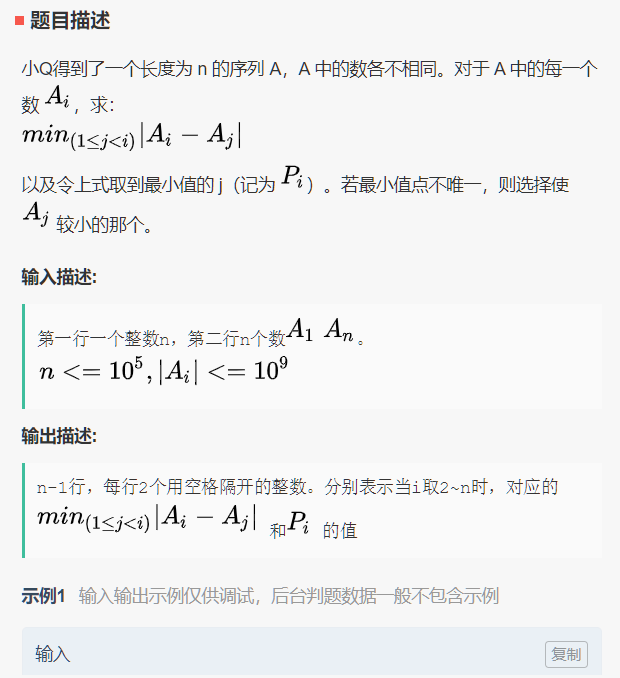 题目描述
小Q得到了一个长度为 n 的序列 A，A 中的数各不相同。对于 A 中的每一个
数 A_i，求：
min_(1≤j<i)|A_i − A_j|
以及令上式取到最小值的 j（记为 P_i）。若最小值点不唯一，则选择使
A_j 较小的那个。
输入描述:
第一行一个整数n，第二行n个数A_1 A_n。
n <= 10^5, |A_i| <= 10^9
输出描述:
n-1行，每行2个用空格隔开的整数。分别表示当i取2~n时，对应的
min_(1≤j<i)|A_i − A_j| 和P_i 的值
示例1 输入输出示例仅供调试，后台判题数据一般不包含示例
输入 复制